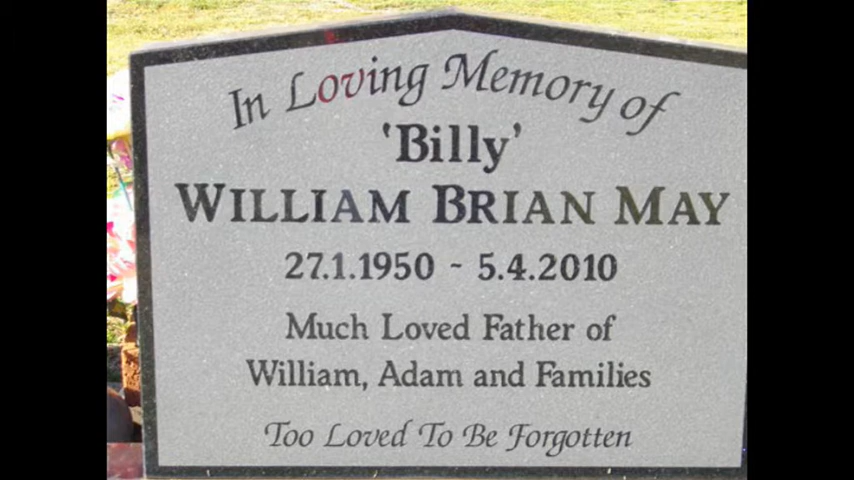 In Loving Memory of
'Billy'
WILLIAM BRIAN MAY
27.1.1950 ~ 5.4.2010
Much Loved Father of
William, Adam and Families
Too Loved To Be Forgotten